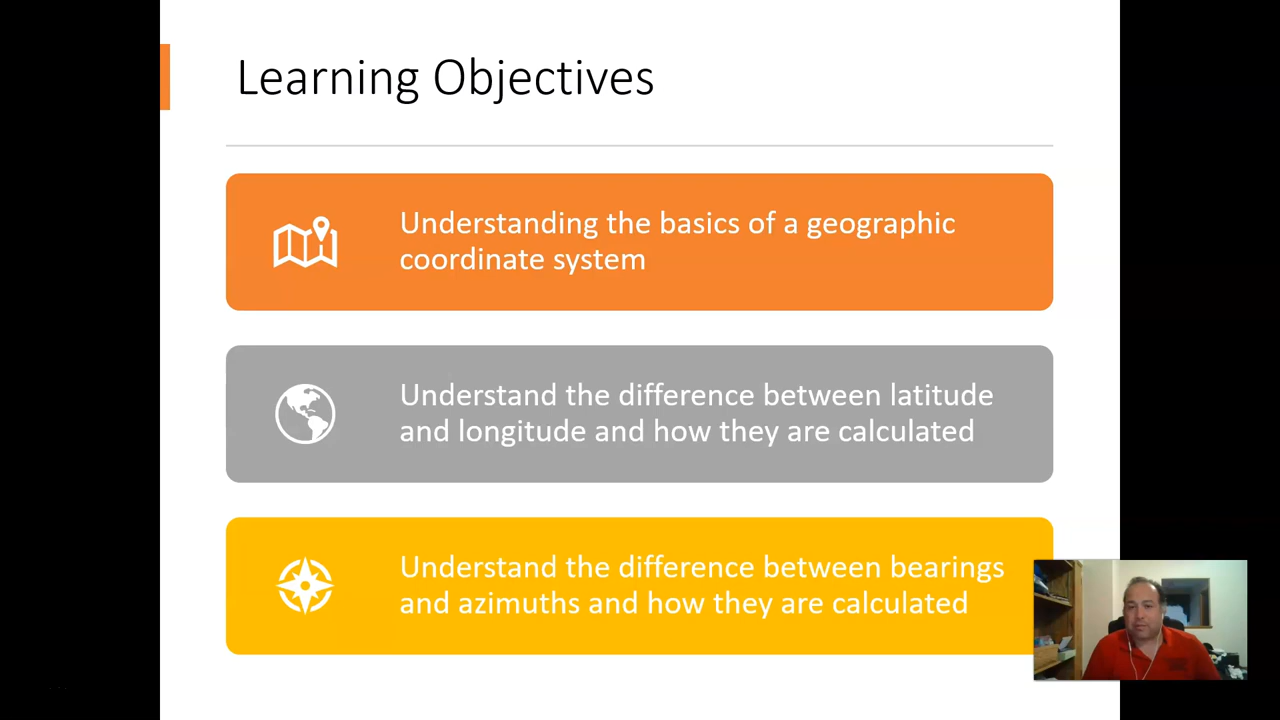 Learning Objectives
Understanding the basics of a geographic
coordinate system
Understand the difference between latitude
and longitude and how they are calculated
Understand the difference between bearings
and azimuths and how they are calculated